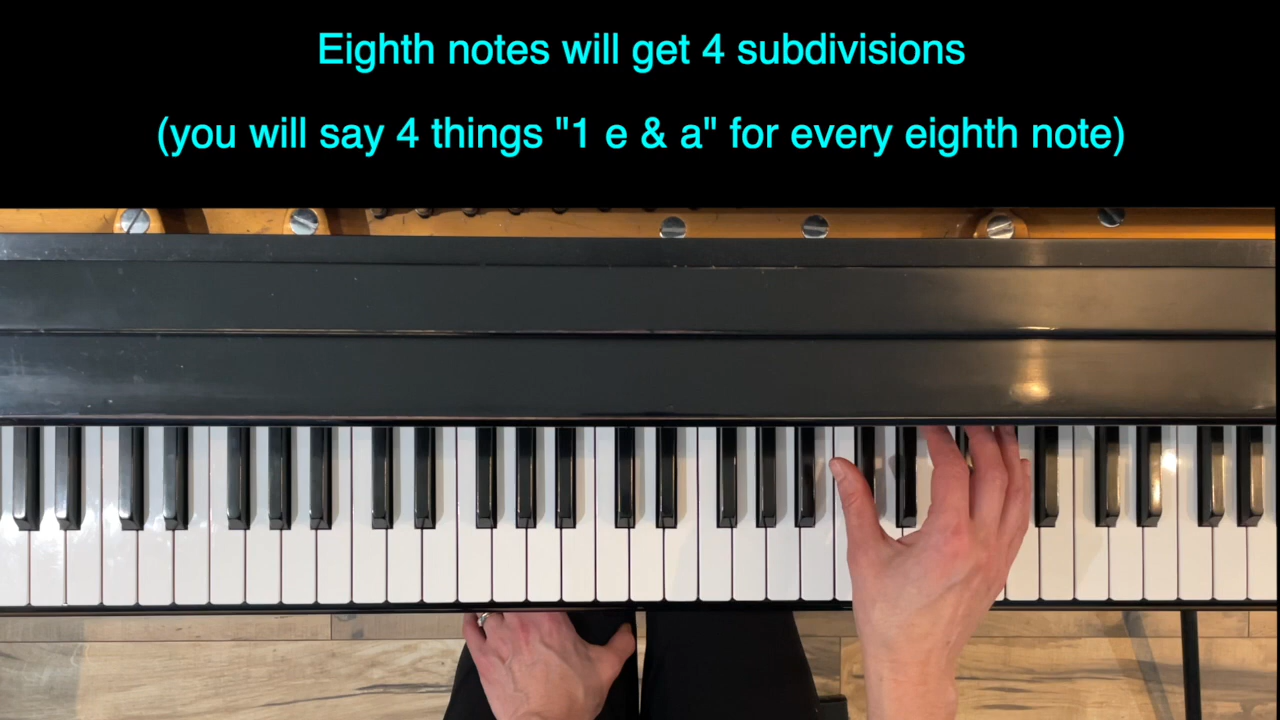 Eighth notes will get 4 subdivisions
(you will say 4 things "1 e & a" for every eighth note)